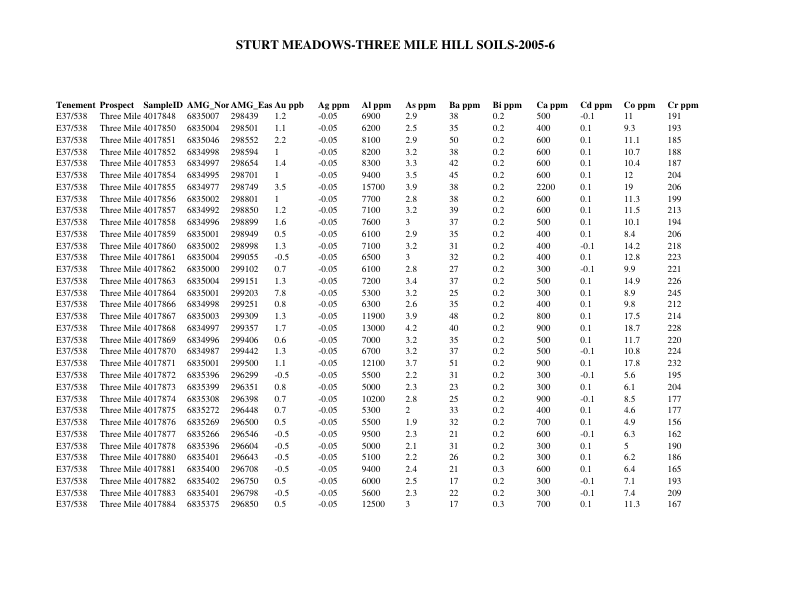 STURT MEADOWS-THREE MILE HILL SOILS-2005-6
Tenement Prospect SampleID AMG_Nor AMG_Eas Au ppb Ag ppm Al ppm As ppm Ba ppm Bi ppm Ca ppm Cd ppm Co ppm Cr ppm
E37/538 Three Mile 4017848 6835007 298439 1.2 -0.05 6900 2.9 38 0.2 500 -0.1 11 191
E37/538 Three Mile 4017850 6835004 298501 1.1 -0.05 6200 2.5 35 0.2 400 0.1 9.3 193
E37/538 Three Mile 4017851 6835046 298552 2.2 -0.05 8100 2.9 50 0.2 600 0.1 11.1 185
E37/538 Three Mile 4017852 6834998 298594 1 -0.05 8200 3.2 38 0.2 600 0.1 10.7 188
E37/538 Three Mile 4017853 6834997 298654 1.4 -0.05 8300 3.3 42 0.2 600 0.1 10.4 187
E37/538 Three Mile 4017854 6834995 298701 1 -0.05 9400 3.5 45 0.2 600 0.1 12 204
E37/538 Three Mile 4017855 6834977 298749 3.5 -0.05 15700 3.9 38 0.2 2200 0.1 19 206
E37/538 Three Mile 4017856 6835002 298801 1 -0.05 7700 2.8 38 0.2 600 0.1 11.3 199
E37/538 Three Mile 4017857 6834992 298850 1.2 -0.05 7100 3.2 39 0.2 600 0.1 11.5 213
E37/538 Three Mile 4017858 6834996 298899 1.6 -0.05 7600 3 37 0.2 500 0.1 10.1 194
E37/538 Three Mile 4017859 6835001 298949 0.5 -0.05 6100 2.9 35 0.2 400 0.1 8.4 206
E37/538 Three Mile 4017860 6835002 298998 1.3 -0.05 7100 3.2 31 0.2 400 -0.1 14.2 218
E37/538 Three Mile 4017861 6835004 299055 -0.5 -0.05 6500 3 32 0.2 400 0.1 12.8 223
E37/538 Three Mile 4017862 6835000 299102 0.7 -0.05 6100 2.8 27 0.2 300 -0.1 9.9 221
E37/538 Three Mile 4017863 6835004 299151 1.3 -0.05 7200 3.4 37 0.2 500 0.1 14.9 226
E37/538 Three Mile 4017864 6835001 299203 7.8 -0.05 5300 3.2 25 0.2 300 0.1 8.9 245
E37/538 Three Mile 4017866 6834998 299251 0.8 -0.05 6300 2.6 35 0.2 400 0.1 9.8 212
E37/538 Three Mile 4017867 6835003 299309 1.3 -0.05 11900 3.9 48 0.2 800 0.1 17.5 214
E37/538 Three Mile 4017868 6834997 299357 1.7 -0.05 13000 4.2 40 0.2 900 0.1 18.7 228
E37/538 Three Mile 4017869 6834996 299406 0.6 -0.05 7000 3.2 35 0.2 500 0.1 11.7 220
E37/538 Three Mile 4017870 6834987 299442 1.3 -0.05 6700 3.2 37 0.2 500 -0.1 10.8 224
E37/538 Three Mile 4017871 6835001 299500 1.1 -0.05 12100 3.7 51 0.2 900 0.1 17.8 232
E37/538 Three Mile 4017872 6835396 296299 -0.5 -0.05 5500 2.2 31 0.2 300 -0.1 5.6 195
E37/538 Three Mile 4017873 6835399 296351 0.8 -0.05 5000 2.3 23 0.2 300 0.1 6.1 204
E37/538 Three Mile 4017874 6835308 296398 0.7 -0.05 10200 2.8 25 0.2 900 -0.1 8.5 177
E37/538 Three Mile 4017875 6835272 296448 0.7 -0.05 5300 2 33 0.2 400 0.1 4.6 177
E37/538 Three Mile 4017876 6835269 296500 0.5 -0.05 5500 1.9 32 0.2 700 0.1 4.9 156
E37/538 Three Mile 4017877 6835266 296546 -0.5 -0.05 9500 2.3 21 0.2 600 -0.1 6.3 162
E37/538 Three Mile 4017878 6835396 296604 -0.5 -0.05 5000 2.1 31 0.2 300 0.1 5 190
E37/538 Three Mile 4017880 6835401 296643 -0.5 -0.05 5100 2.2 26 0.2 300 0.1 6.2 186
E37/538 Three Mile 4017881 6835400 296708 -0.5 -0.05 9400 2.4 21 0.3 600 0.1 6.4 165
E37/538 Three Mile 4017882 6835402 296750 0.5 -0.05 6000 2.5 17 0.2 300 -0.1 7.1 193
E37/538 Three Mile 4017883 6835401 296798 -0.5 -0.05 5600 2.3 22 0.2 300 -0.1 7.4 209
E37/538 Three Mile 4017884 6835375 296850 0.5 -0.05 12500 3 17 0.3 700 0.1 11.3 167